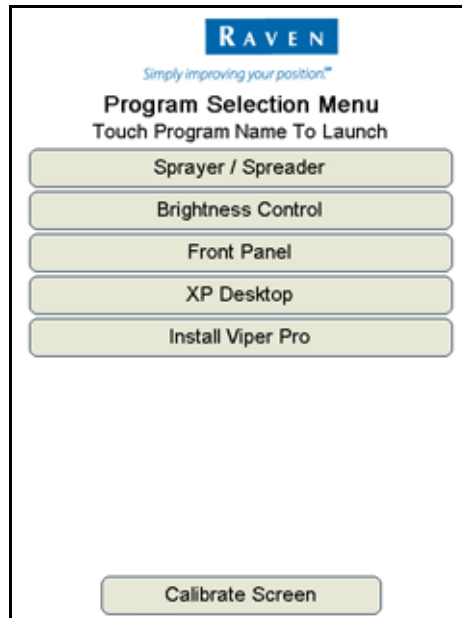 RAVEN
Simply improving your position.℠
Program Selection Menu
Touch Program Name To Launch
Sprayer / Spreader
Brightness Control
Front Panel
XP Desktop
Install Viper Pro
Calibrate Screen